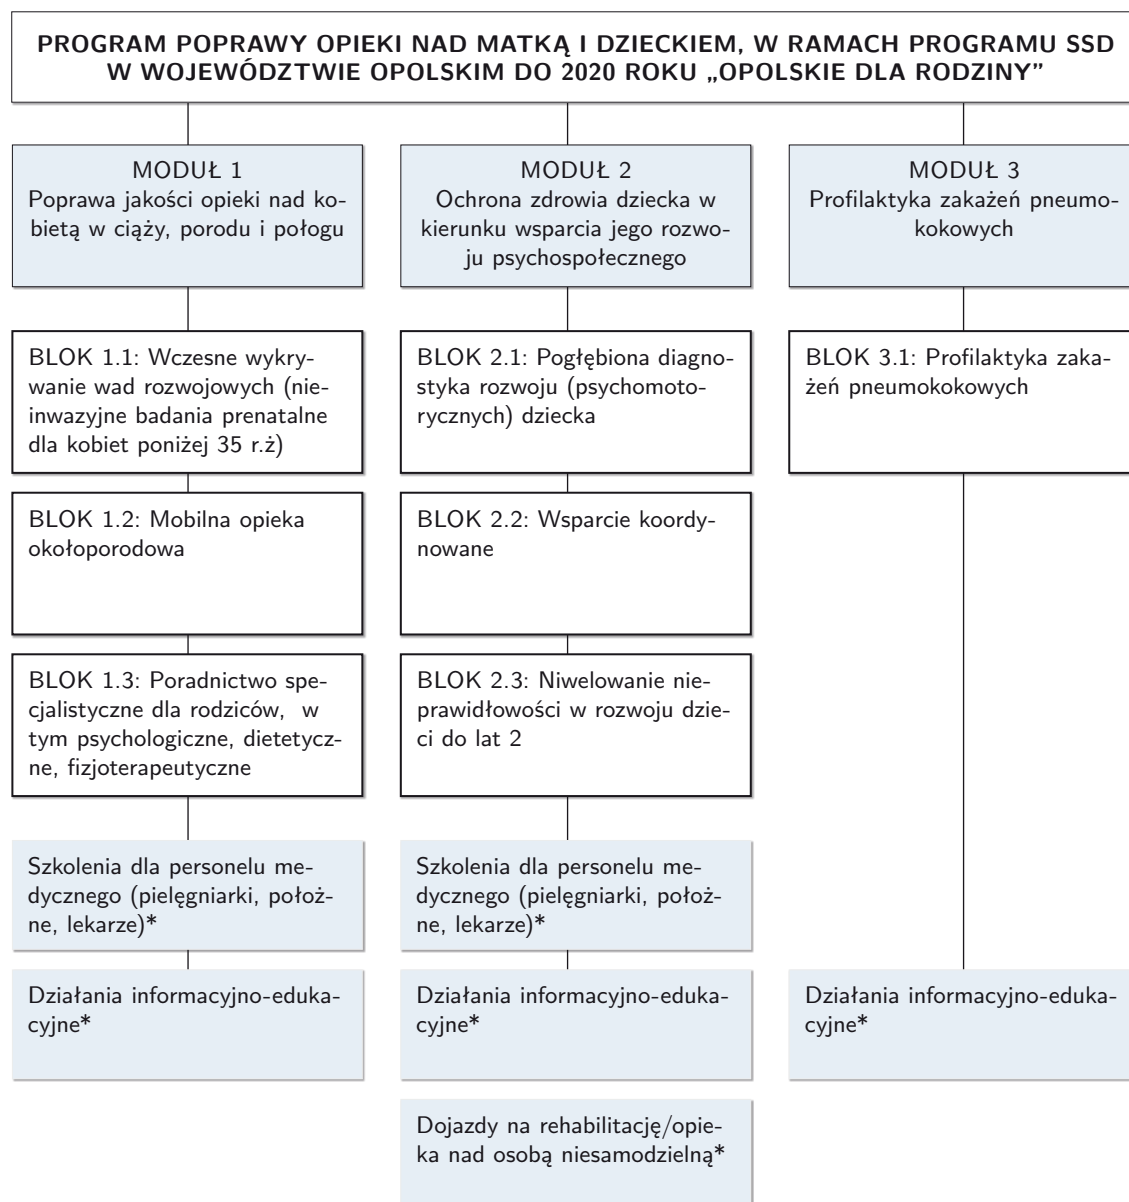 PROGRAM POPRAWY OPIEKI NAD MATKĄ I DZIECKIEM, W RAMACH PROGRAMU SSD
W WOJEWÓDZTWIE OPOLSKIM DO 2020 ROKU „OPOLSKIE DLA RODZINY”
MODUŁ 1
Poprawa jakości opieki nad ko-
bietą w ciąży, porodu i połogu
BLOK 1.1: Wczesne wykry-
wanie wad rozwojowych (nie-
inwazyjne badania prenatalne
dla kobiet poniżej 35 r.ż)
BLOK 1.2: Mobilna opieka
okołoporodowa
BLOK 1.3: Poradnictwo spe-
cjalistyczne dla rodziców, w
tym psychologiczne, dietetycz-
ne, fizjoterapeutyczne
Szkolenia dla personelu me-
dycznego (pielęgniarki, położ-
ne, lekarze)*
Działania informacyjno-eduka-
cyjne*
MODUŁ 2
Ochrona zdrowia dziecka w
kierunku wsparcia jego rozwo-
ju psychospołecznego
BLOK 2.1: Pogłębiona diagno-
styka rozwoju (psychomoto-
rycznych) dziecka
BLOK 2.2: Wsparcie koordy-
nowane
BLOK 2.3: Niwelowanie nie-
prawidłowości w rozwoju dzie-
ci do lat 2
Szkolenia dla personelu me-
dycznego (pielęgniarki, położ-
ne, lekarze)*
Działania informacyjno-eduka-
cyjne*
Dojazdy na rehabilitację/opie-
ka nad osobą niesamodzielną*
MODUŁ 3
Profilaktyka zakażeń pneumo-
kokowych
BLOK 3.1: Profilaktyka zaka-
żeń pneumokokowych
Działania informacyjno-eduka-
cyjne*